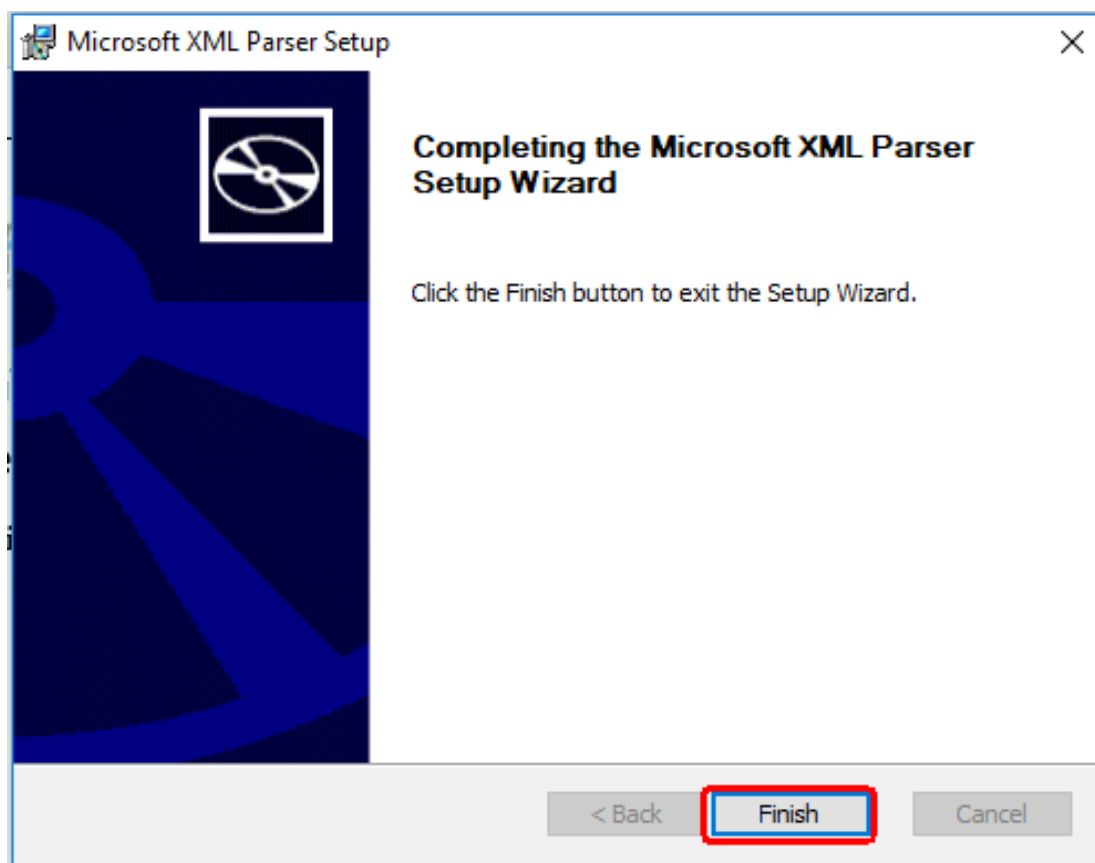 Microsoft XML Parser Setup
Completing the Microsoft XML Parser
Setup Wizard
Click the Finish button to exit the Setup Wizard.
< Back
Finish
Cancel